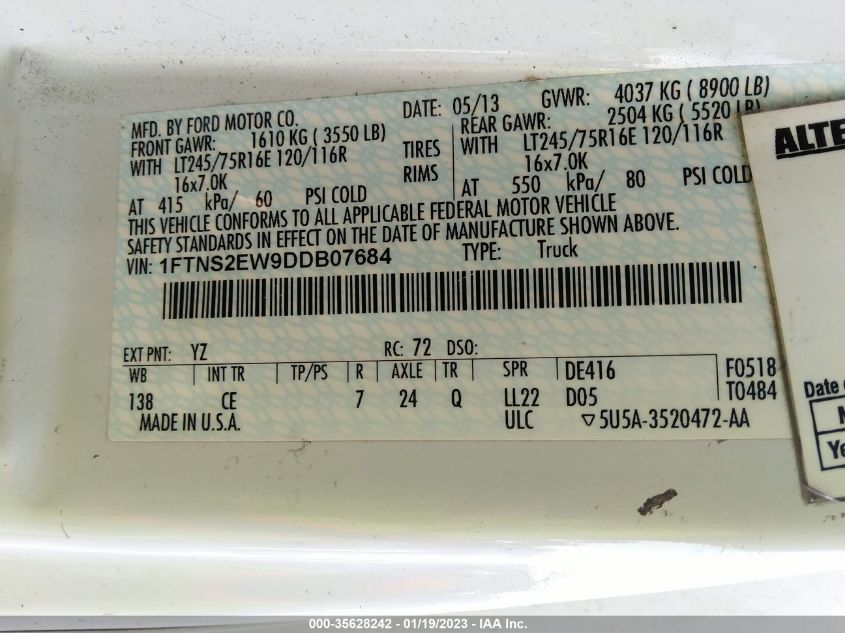 MFD. BY FORD MOTOR CO. DATE: 05/13 GVWR: 4037 KG ( 8900 LB)
FRONT GAWR: 1610 KG ( 3550 LB) REAR GAWR: 2504 KG ( 5520 LB)
WITH LT245/75R16E 120/116R TIRES WITH LT245/75R16E 120/116R
16x7.0K RIMS 16x7.0K
AT 415 kPa/ 60 PSI COLD AT 550 kPa/ 80 PSI COLD
THIS VEHICLE CONFORMS TO ALL APPLICABLE FEDERAL MOTOR VEHICLE
SAFETY STANDARDS IN EFFECT ON THE DATE OF MANUFACTURE SHOWN ABOVE.
VIN: 1FTNS2EW9DDB07684 TYPE: Truck
EXT PNT: YZ RC: 72 DSO:
WB INT TR TP/PS R AXLE TR SPR DE416 F0518
138 CE 7 24 Q LL22 D05 T0484
MADE IN U.S.A. ULC ▽5U5A-3520472-AA
Date
000-35628242 - 01/19/2023 - IAA Inc.